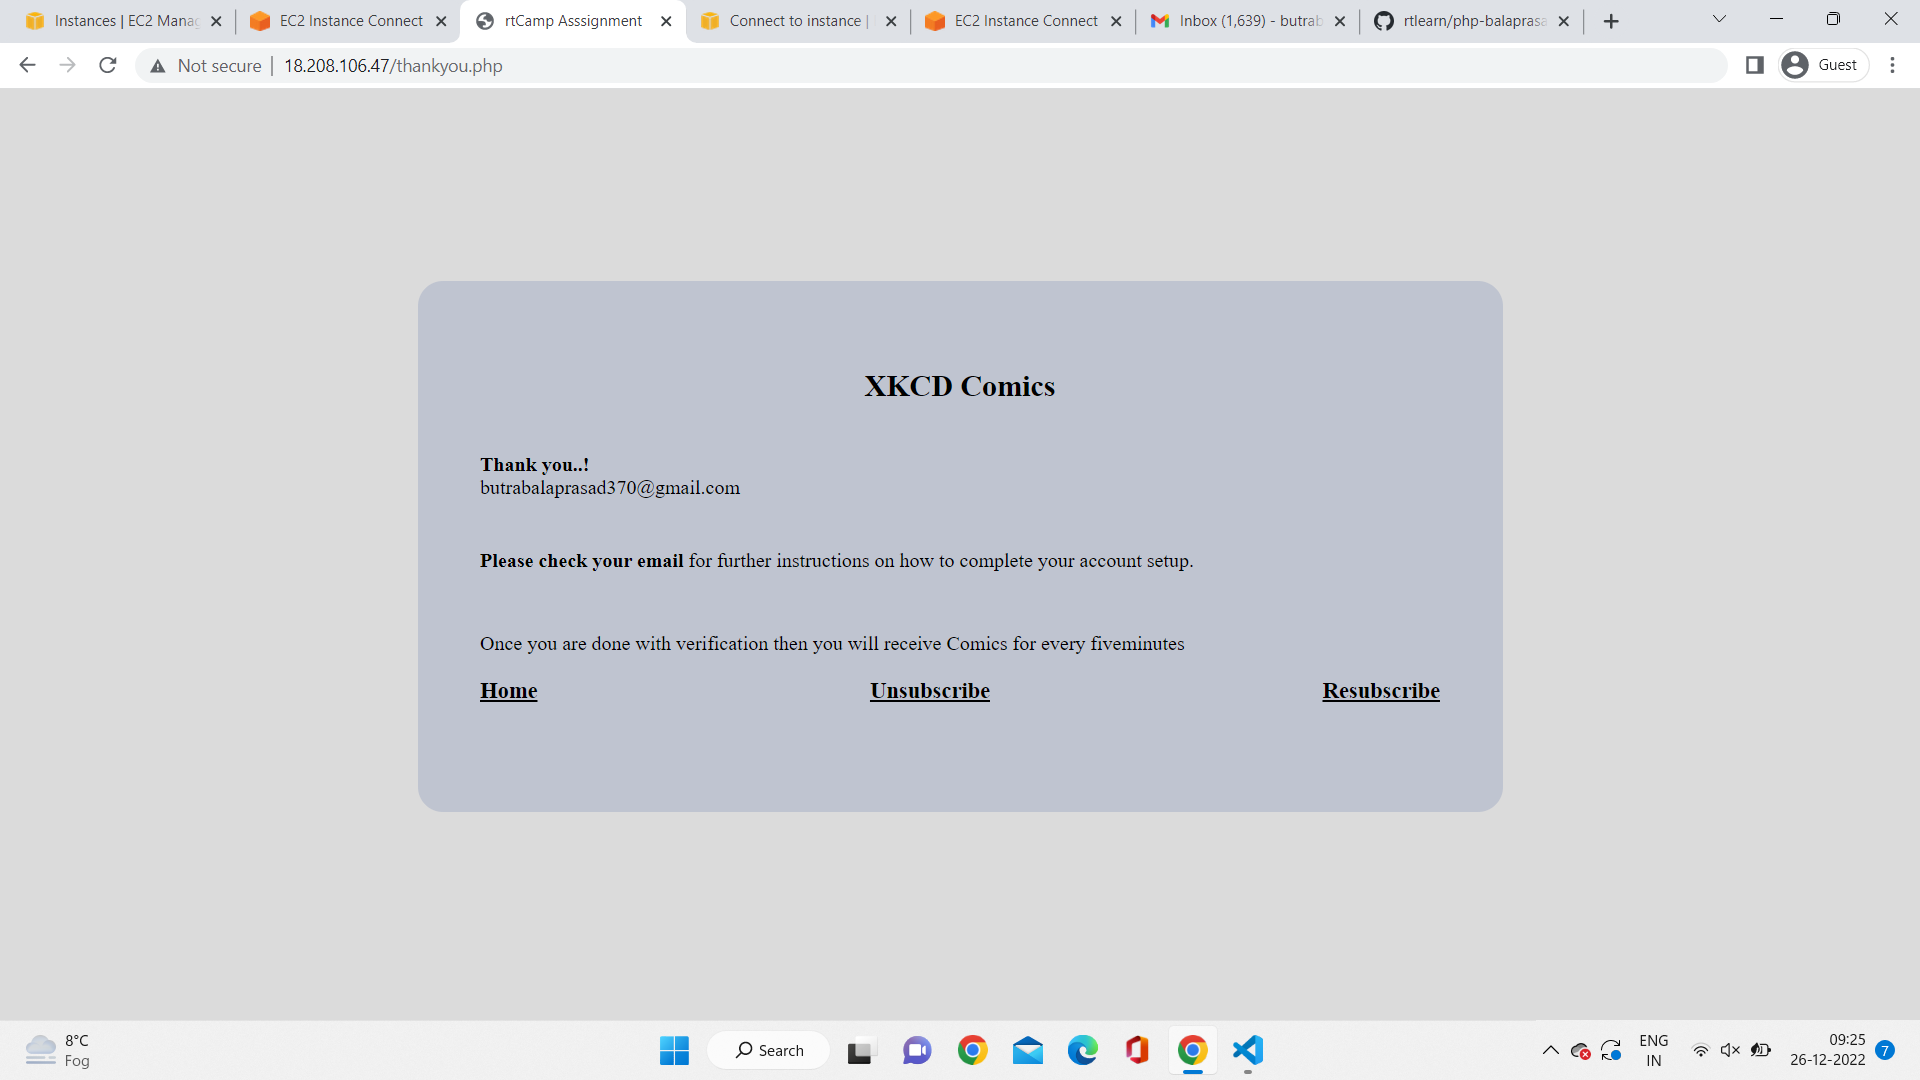 Instances | EC2 Manag
EC2 Instance Connect
rtCamp Asssignment
Connect to instance |
EC2 Instance Connect
Inbox (1,639) - butrab
rtlearn/php-balaprasa
Not secure
18.208.106.47/thankyou.php
Guest
XKCD Comics
Thank you..!
butrabalaprasad370@gmail.com
Please check your email for further instructions on how to complete your account setup.
Once you are done with verification then you will receive Comics for every fiveminutes
Home
Unsubscribe
Resubscribe
8°C
Fog
Search
ENG
IN
09:25
26-12-2022
7